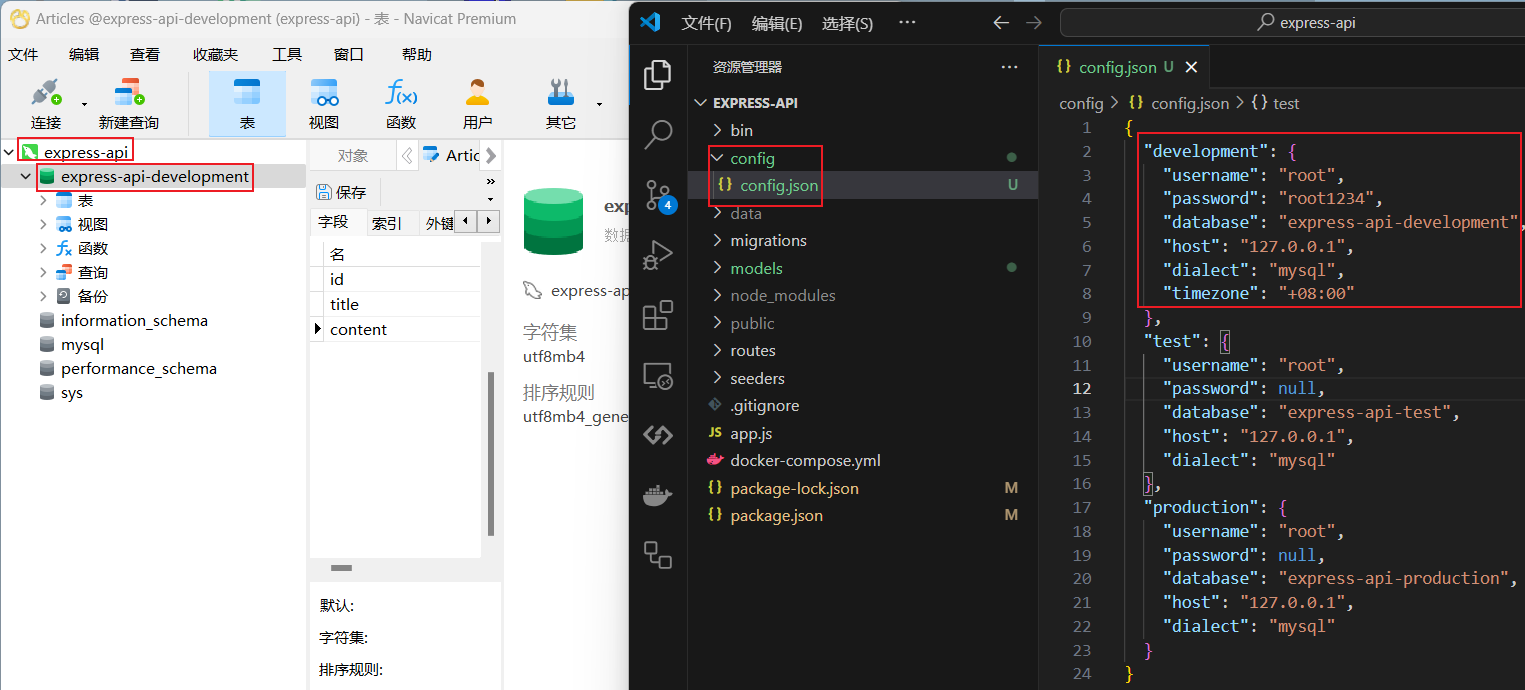 Articles @express-api-development (express-api) - 表 - Navicat Premium
文件 编辑 查看 收藏夹 工具 窗口 帮助
连接 新建查询 表 视图 函数 用户 其它
express-api
express-api-development
表
视图
函数
查询
备份
information_schema
mysql
performance_schema
sys
对象 Artic
保存
字段 索引 外键
名
id
title
content
默认:
字符集:
排序规则:
express-ap
字符集
utf8mb4
排序规则
utf8mb4_gene
文件(F) 编辑(E) 选择(S) ··· express-api
资源管理器 ···
4
EXPRESS-API
bin
config
{} config.json U
data
migrations
models
node_modules
public
routes
seeders
.gitignore
JS app.js
docker-compose.yml
{} package-lock.json M
{} package.json M
{} config.json U
config > {} config.json > {} test
1 {
2 "development": {
3 "username": "root",
4 "password": "root1234",
5 "database": "express-api-development",
6 "host": "127.0.0.1",
7 "dialect": "mysql",
8 "timezone": "+08:00"
9 },
10 "test": {
11 "username": "root",
12 "password": null,
13 "database": "express-api-test",
14 "host": "127.0.0.1",
15 "dialect": "mysql"
16 },
17 "production": {
18 "username": "root",
19 "password": null,
20 "database": "express-api-production",
21 "host": "127.0.0.1",
22 "dialect": "mysql"
23 }
24 }